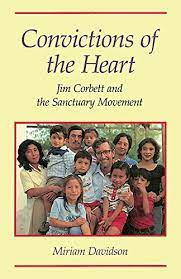 Convictions of
the Heart
Jim Corbett and
the Sanctuary Movement
Miriam Davidson